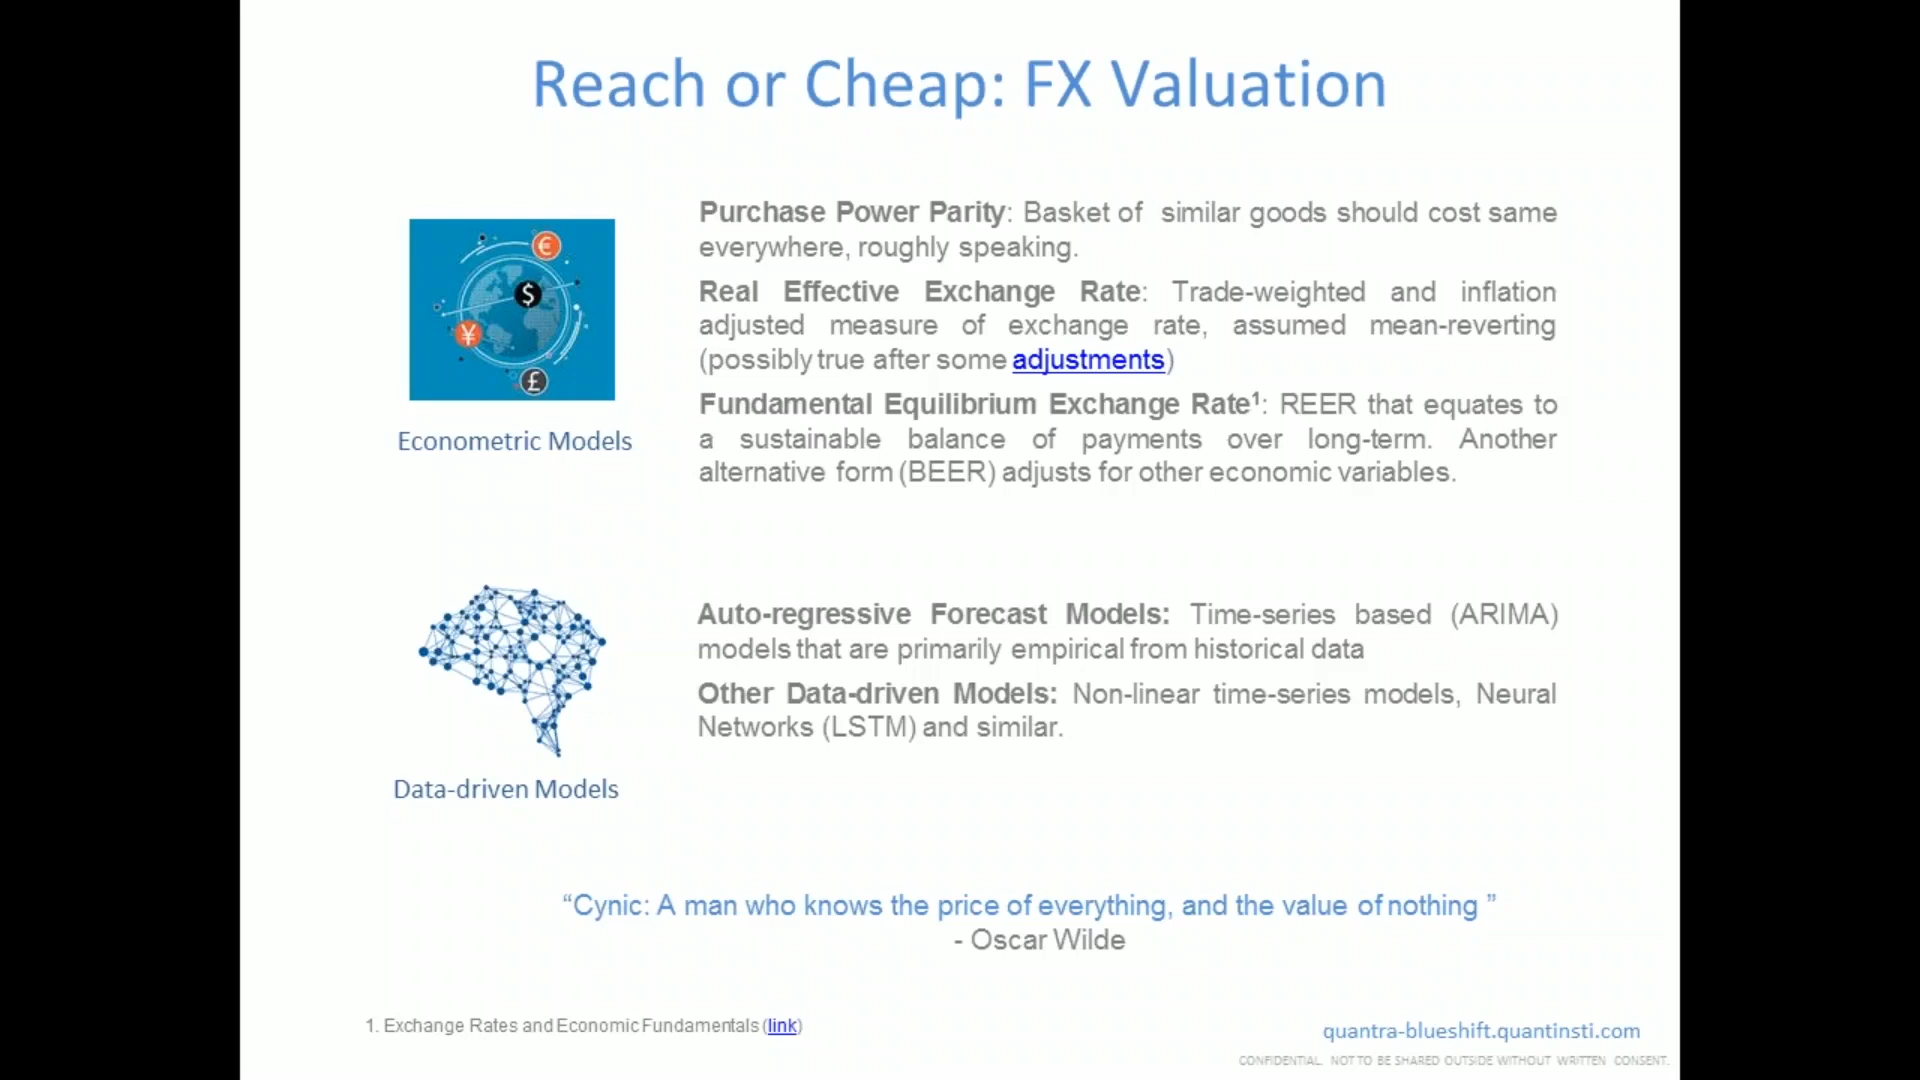 Reach or Cheap: FX Valuation
Purchase Power Parity: Basket of similar goods should cost same
everywhere, roughly speaking.
Real Effective Exchange Rate: Trade-weighted and inflation
adjusted measure of exchange rate, assumed mean-reverting
(possibly true after some adjustments)
Fundamental Equilibrium Exchange Rate¹: REER that equates to
a sustainable balance of payments over long-term. Another
alternative form (BEER) adjusts for other economic variables.
€
$
¥
£
Econometric Models
Auto-regressive Forecast Models: Time-series based (ARIMA)
models that are primarily empirical from historical data
Other Data-driven Models: Non-linear time-series models, Neural
Networks (LSTM) and similar.
Data-driven Models
“Cynic: A man who knows the price of everything, and the value of nothing ”
- Oscar Wilde
1. Exchange Rates and Economic Fundamentals (link)
quantra-blueshift.quantinsti.com
CONFIDENTIAL. NOT TO BE SHARED OUTSIDE WITHOUT WRITTEN CONSENT.